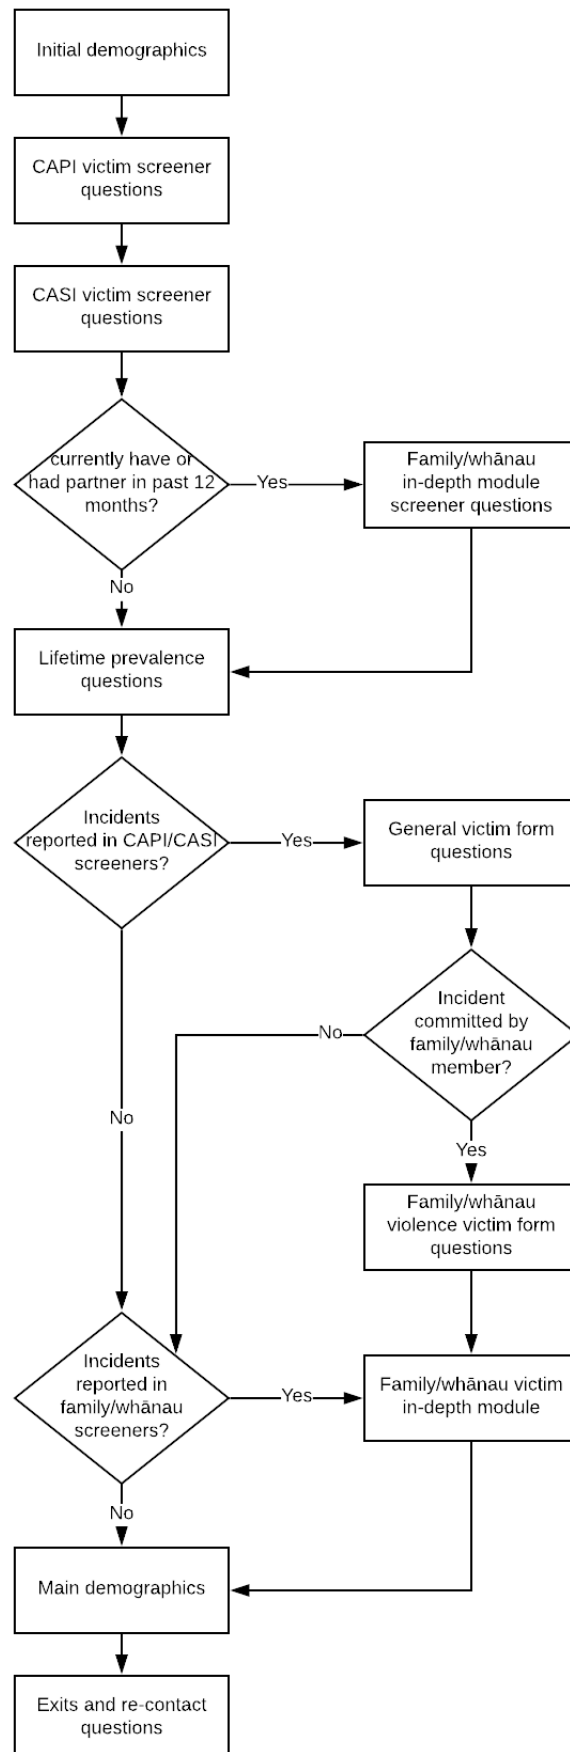 Initial demographics
CAPI victim screener
questions
CASI victim screener
questions
currently have or
had partner in past 12
months?
Yes
Family/whānau
in-depth module
screener questions
No
Lifetime prevalence
questions
Incidents
reported in CAPI/CASI
screeners?
Yes
General victim form
questions
Incident
committed by
family/whānau
member?
No
No
Yes
Family/whānau
violence victim form
questions
Incidents
reported in
family/whānau
screeners?
Yes
Family/whānau victim
in-depth module
No
Main demographics
Exits and re-contact
questions